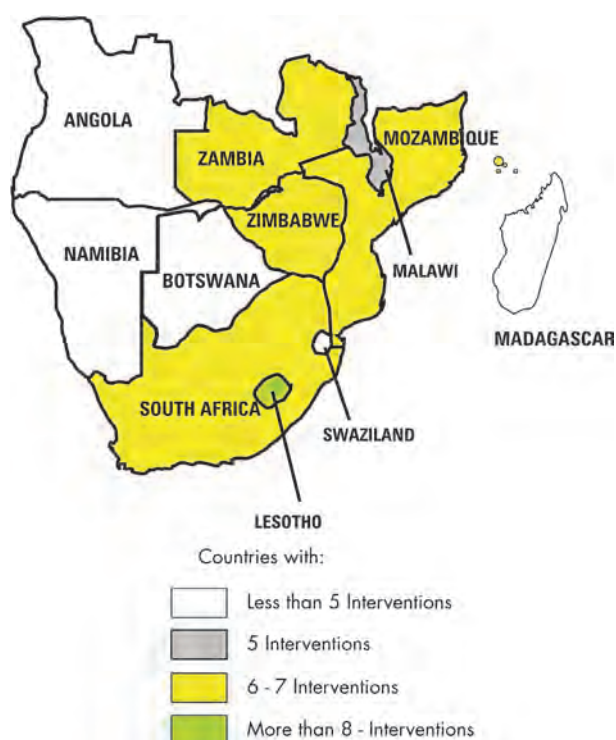 ANGOLA
MOZAMBIQUE
ZAMBIA
ZIMBABWE
NAMIBIA
MALAWI
BOTSWANA
MADAGASCAR
SOUTH AFRICA
SWAZILAND
LESOTHO
Countries with:
Less than 5 Interventions
5 Interventions
6 - 7 Interventions
More than 8 - Interventions